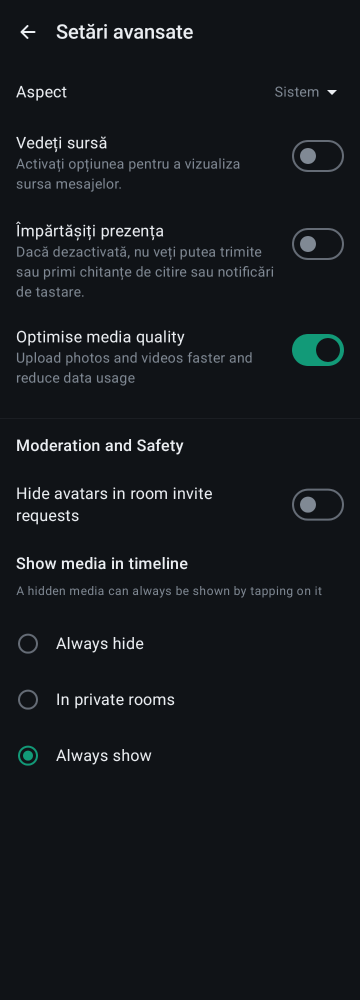 Setări avansate
Aspect
Sistem
Vedeți sursă
Activați opțiunea pentru a vizualiza
sursa mesajelor.
Împărtășiți prezența
Dacă dezactivată, nu veți putea trimite
sau primi chitanțe de citire sau notificări
de tastare.
Optimise media quality
Upload photos and videos faster and
reduce data usage
Moderation and Safety
Hide avatars in room invite
requests
Show media in timeline
A hidden media can always be shown by tapping on it
Always hide
In private rooms
Always show